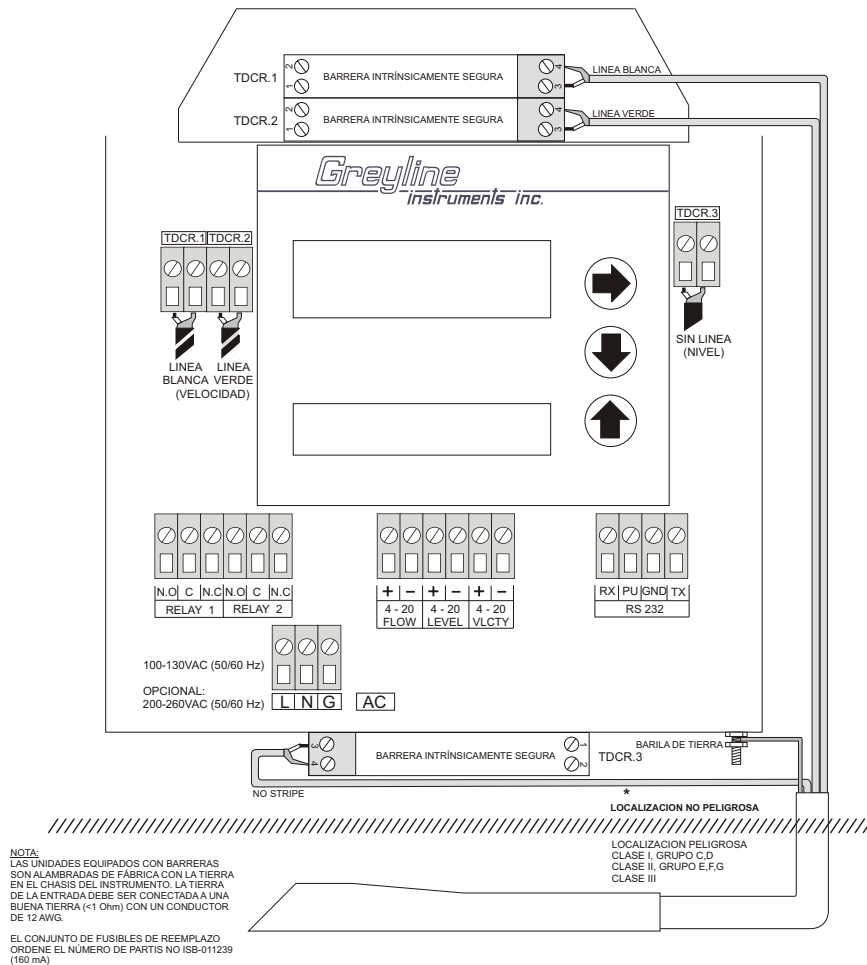 TDCR.1
2
1
BARRERA INTRÍNSICAMENTE SEGURA
4
3
LINEA BLANCA
TDCR.2
2
1
BARRERA INTRÍNSICAMENTE SEGURA
4
3
LINEA VERDE
Greyline
instruments inc.
TDCR.1 TDCR.2
TDCR.3
LINEA
BLANCA
LINEA
VERDE
(VELOCIDAD)
SIN LINEA
(NIVEL)
N.O C N.C N.O C N.C
RELAY 1 RELAY 2
+ − + − + −
4 - 20 4 - 20 4 - 20
FLOW LEVEL VLCTY
RX PU GND TX
RS 232
100-130VAC (50/60 Hz)
OPCIONAL:
200-260VAC (50/60 Hz)
L N G
AC
3
4
BARRERA INTRÍNSICAMENTE SEGURA
1
2
TDCR.3
BARILA DE TIERRA
NO STRIPE
*
LOCALIZACION NO PELIGROSA
LOCALIZACION PELIGROSA
CLASE I, GRUPO C,D
CLASE II, GRUPO E,F,G
CLASE III
NOTA:
LAS UNIDADES EQUIPADOS CON BARRERAS
SON ALAMBRADAS DE FÁBRICA CON LA TIERRA
EN EL CHASIS DEL INSTRUMENTO. LA TIERRA
DE LA ENTRADA DEBE SER CONECTADA A UNA
BUENA TIERRA (<1 Ohm) CON UN CONDUCTOR
DE 12 AWG.
EL CONJUNTO DE FUSIBLES DE REEMPLAZO
ORDENE EL NÚMERO DE PARTIS NO ISB-011239
(160 mA)